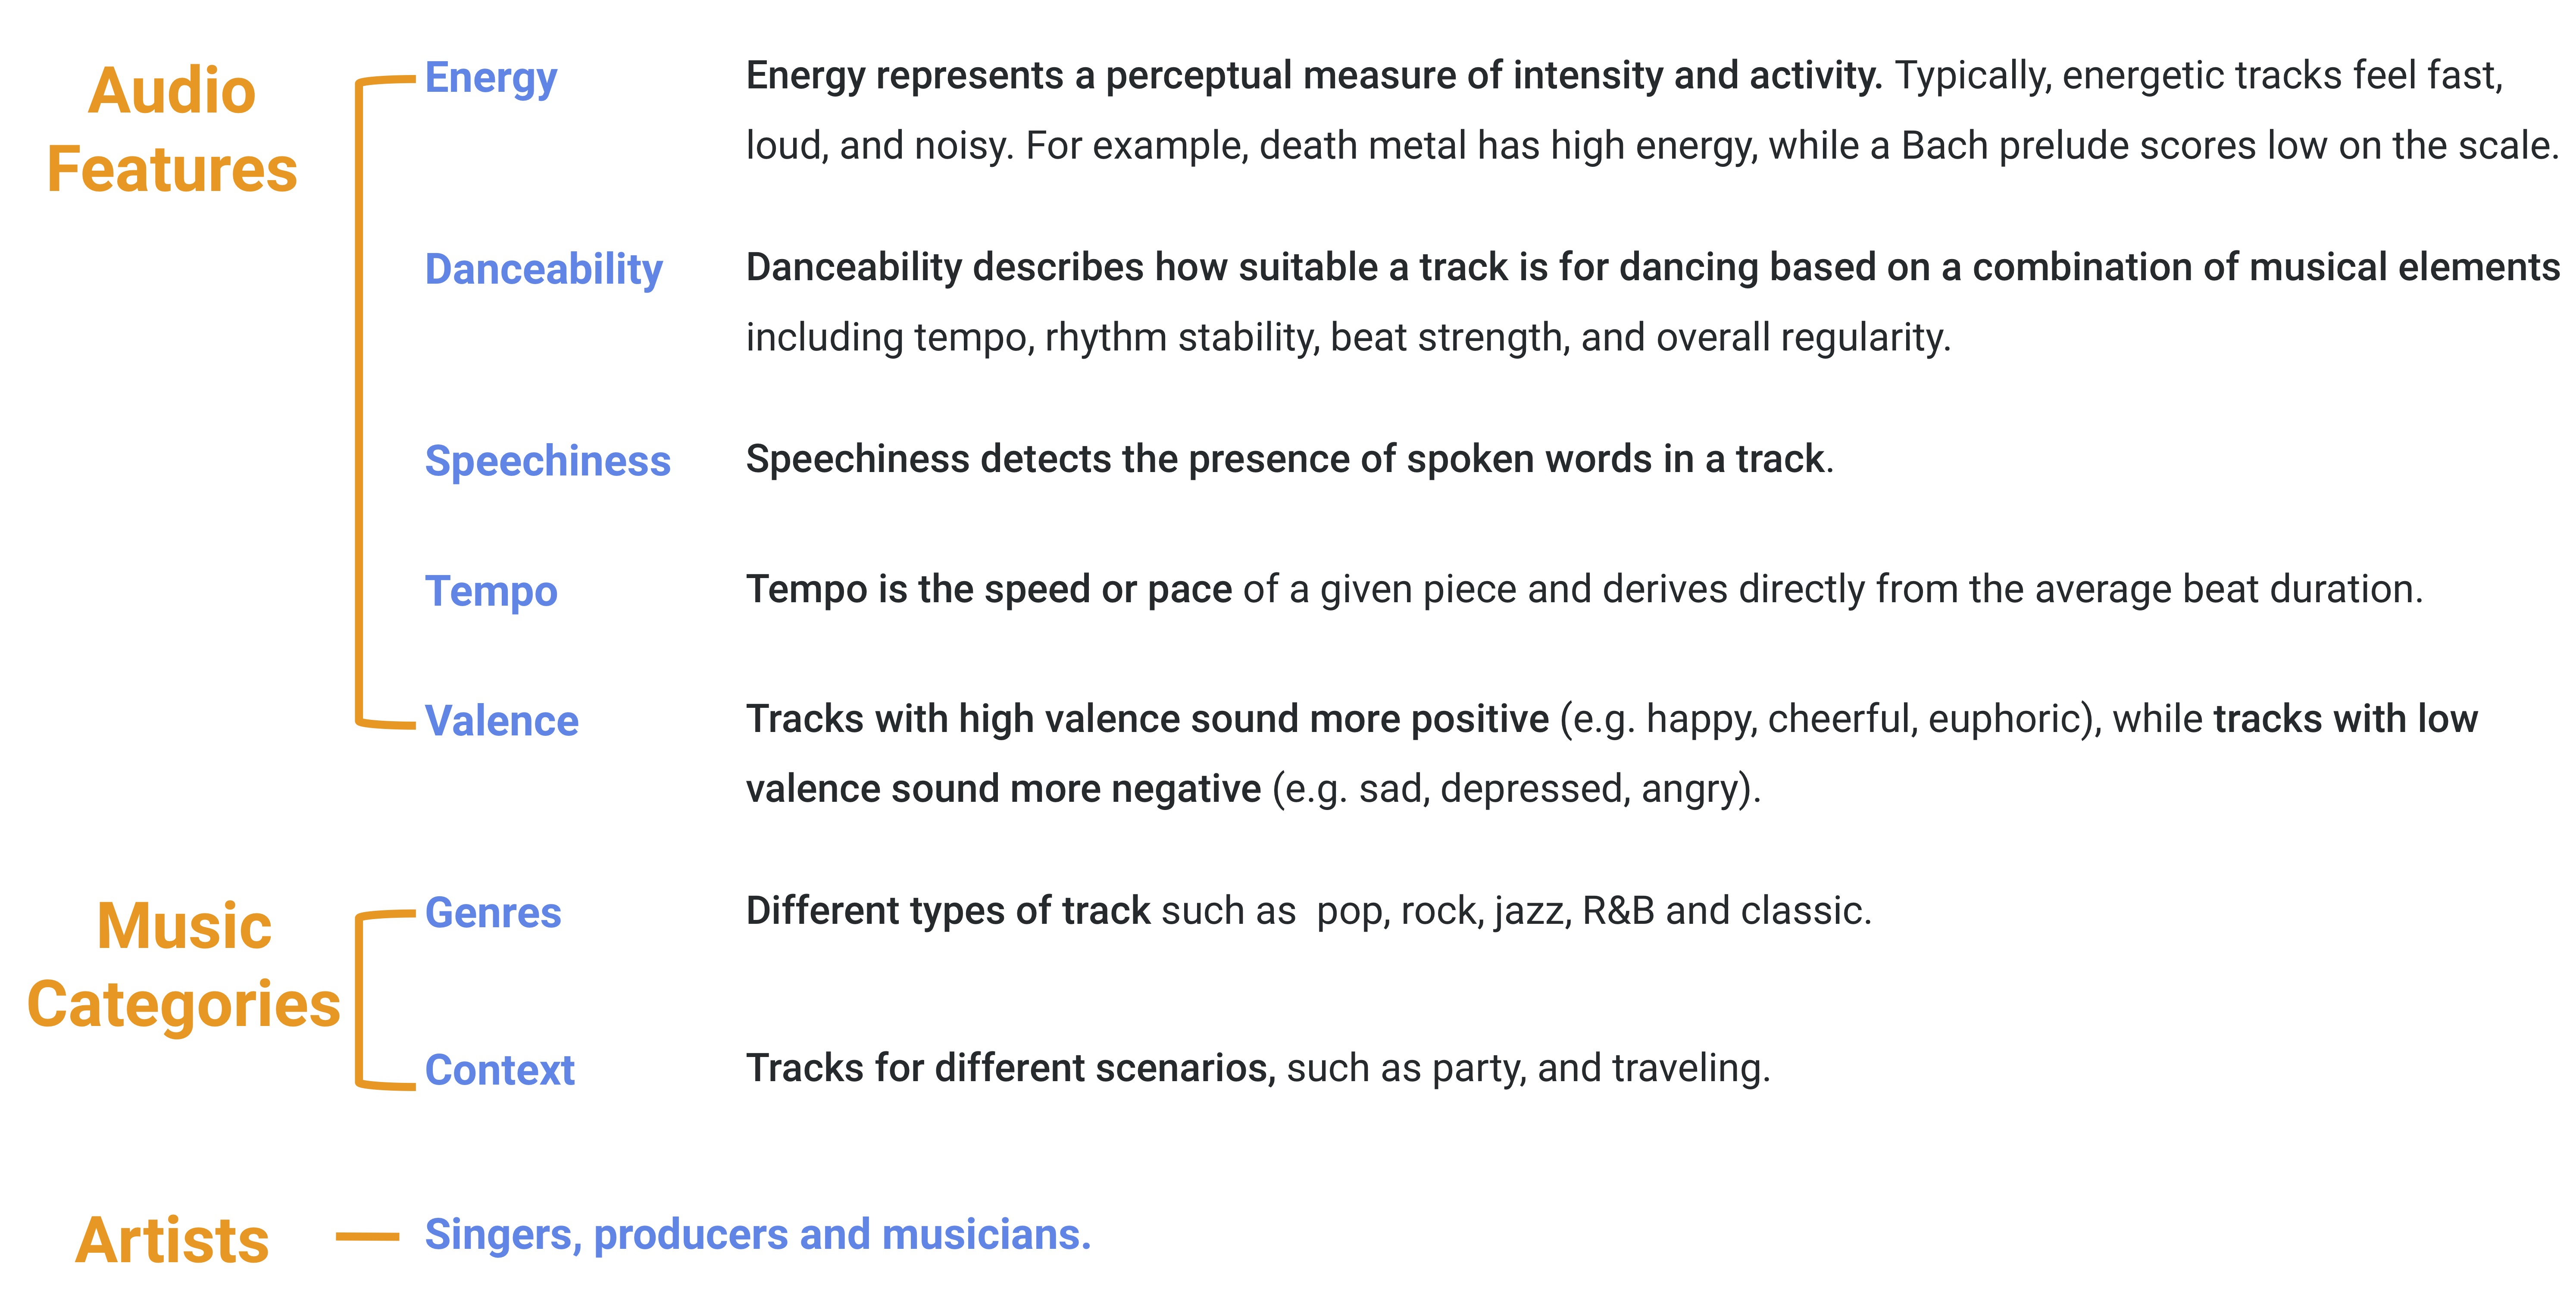 Audio
Features
Energy
Energy represents a perceptual measure of intensity and activity. Typically, energetic tracks feel fast,
loud, and noisy. For example, death metal has high energy, while a Bach prelude scores low on the scale.
Danceability
Danceability describes how suitable a track is for dancing based on a combination of musical elements
including tempo, rhythm stability, beat strength, and overall regularity.
Speechiness
Speechiness detects the presence of spoken words in a track.
Tempo
Tempo is the speed or pace of a given piece and derives directly from the average beat duration.
Valence
Tracks with high valence sound more positive (e.g. happy, cheerful, euphoric), while tracks with low
valence sound more negative (e.g. sad, depressed, angry).
Music
Categories
Genres
Different types of track such as  pop, rock, jazz, R&B and classic.
Context
Tracks for different scenarios, such as party, and traveling.
Artists
Singers, producers and musicians.